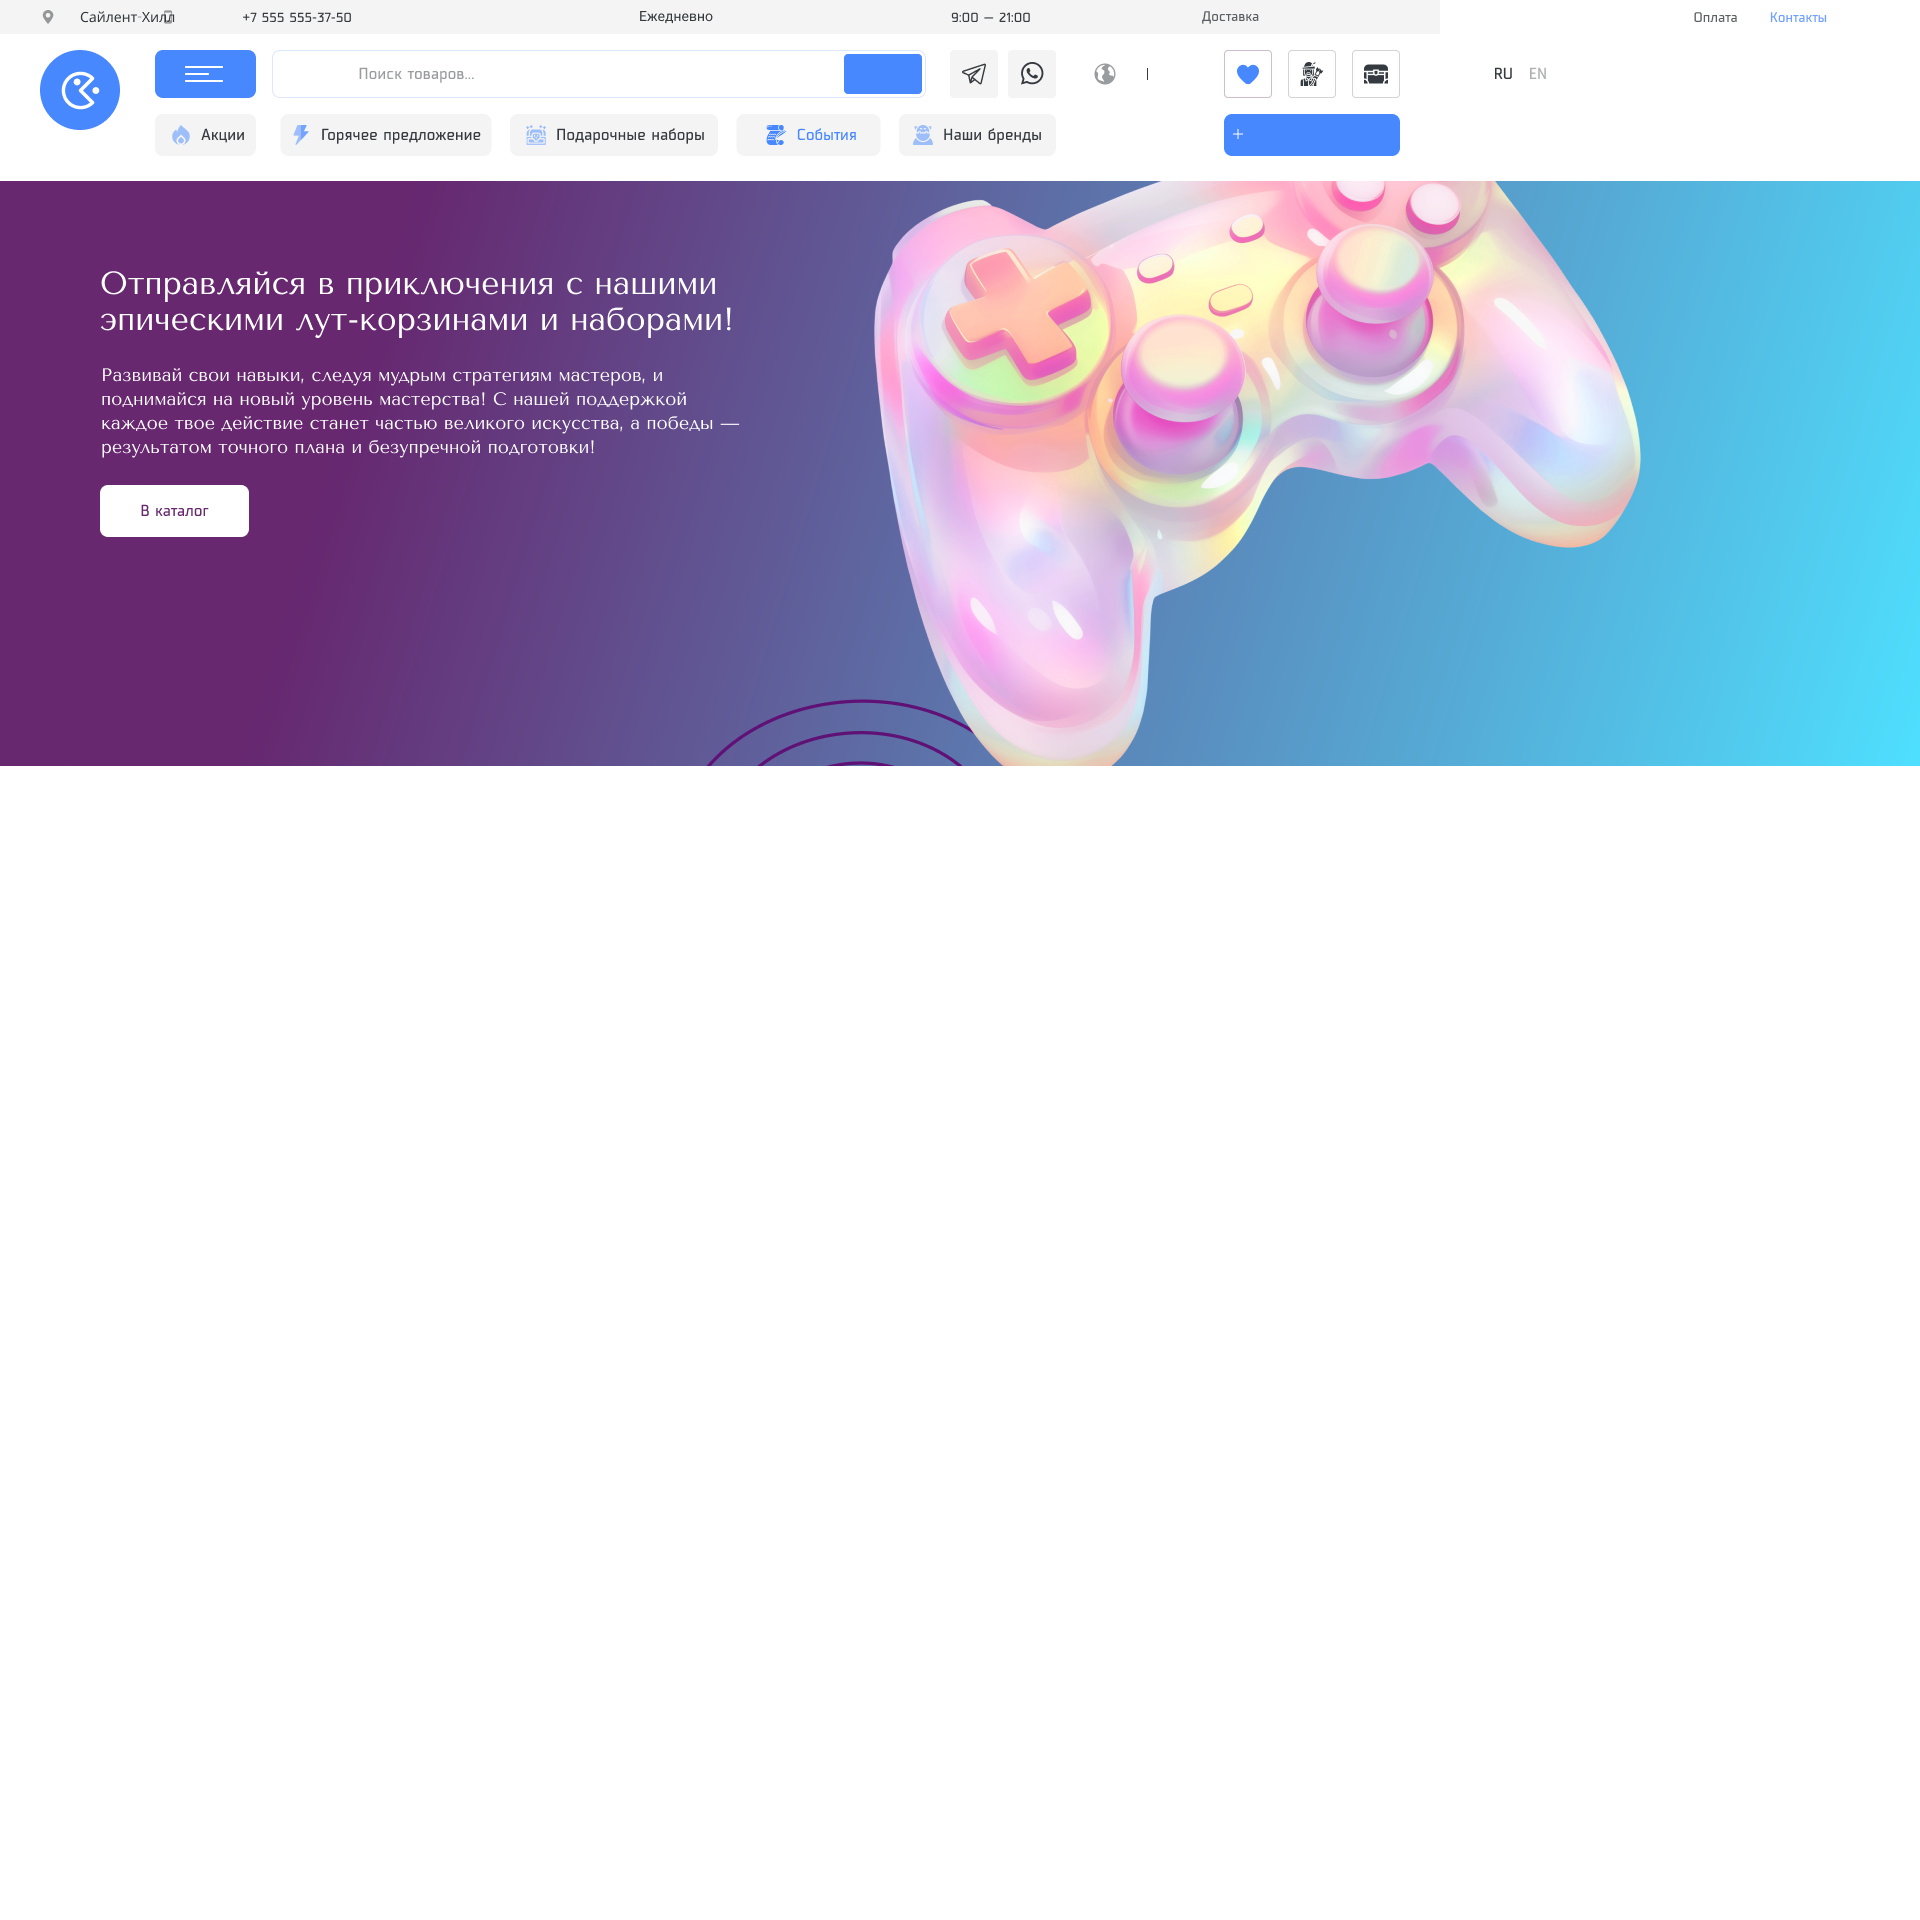 Сайлент-Хилл
+7 555 555-37-50
Ежедневно
9:00 — 21:00
Доставка
Оплата
Контакты
Поиск товаров...
RU EN
Акции
Горячее предложение
Подарочные наборы
События
Наши бренды
+
Отправляйся в приключения с нашими
эпическими лут-корзинами и наборами!
Развивай свои навыки, следуя мудрым стратегиям мастеров, и
поднимайся на новый уровень мастерства! С нашей поддержкой
каждое твое действие станет частью великого искусства, а победы —
результатом точного плана и безупречной подготовки!
В каталог